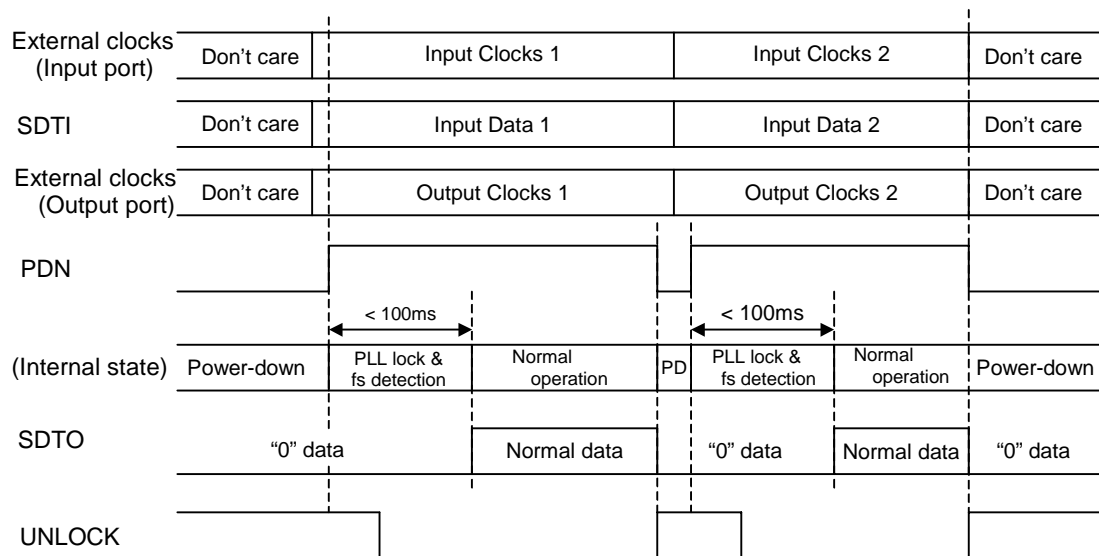 External clocks
(Input port)
Don't care
Input Clocks 1
Input Clocks 2
Don't care
SDTI
Don't care
Input Data 1
Input Data 2
Don't care
External clocks
(Output port)
Don't care
Output Clocks 1
Output Clocks 2
Don't care
PDN
< 100ms
< 100ms
(Internal state)
Power-down
PLL lock &
fs detection
Normal
operation
PD
PLL lock &
fs detection
Normal
operation
Power-down
SDTO
“0” data
Normal data
“0” data
Normal data
“0” data
UNLOCK